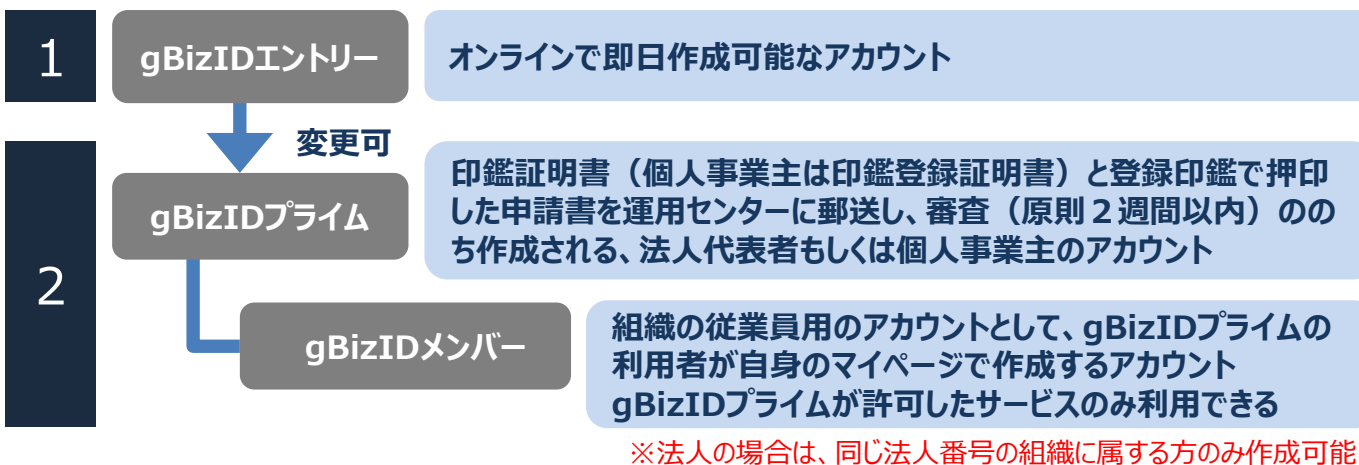 1
gBizIDエントリー
オンラインで即日作成可能なアカウント
変更可
2
gBizIDプライム
印鑑証明書（個人事業主は印鑑登録証明書）と登録印鑑で押印
した申請書を運用センターに郵送し、審査（原則２週間以内）のの
ち作成される、法人代表者もしくは個人事業主のアカウント
gBizIDメンバー
組織の従業員用のアカウントとして、gBizIDプライムの
利用者が自身のマイページで作成するアカウント
gBizIDプライムが許可したサービスのみ利用できる
※法人の場合は、同じ法人番号の組織に属する方のみ作成可能